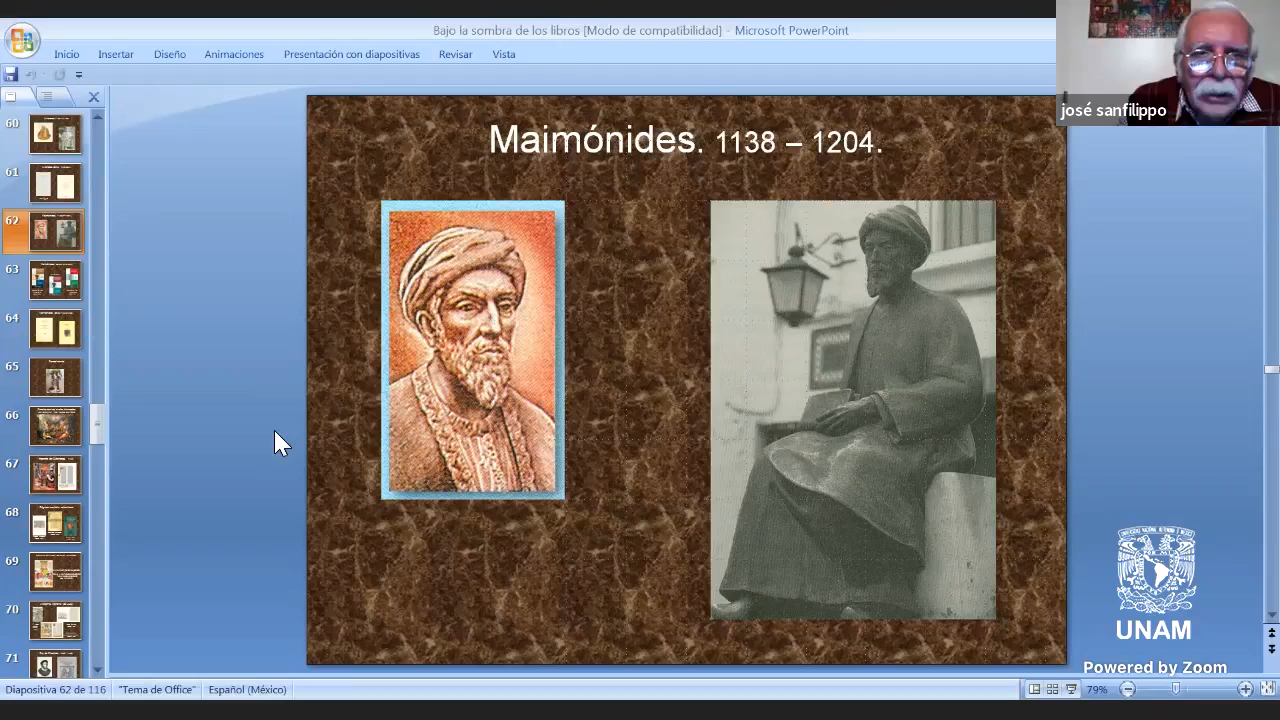 Bajo la sombra de los libros [Modo de compatibilidad] - Microsoft PowerPoint
Inicio Insertar Diseño Animaciones Presentación con diapositivas Revisar Vista
josé sanfilippo
60
61
62
63
64
65
66
67
68
69
70
71
Maimónides. 1138 – 1204.
UNAM
Powered by Zoom
Diapositiva 62 de 116 "Tema de Office" Español (México) 79%